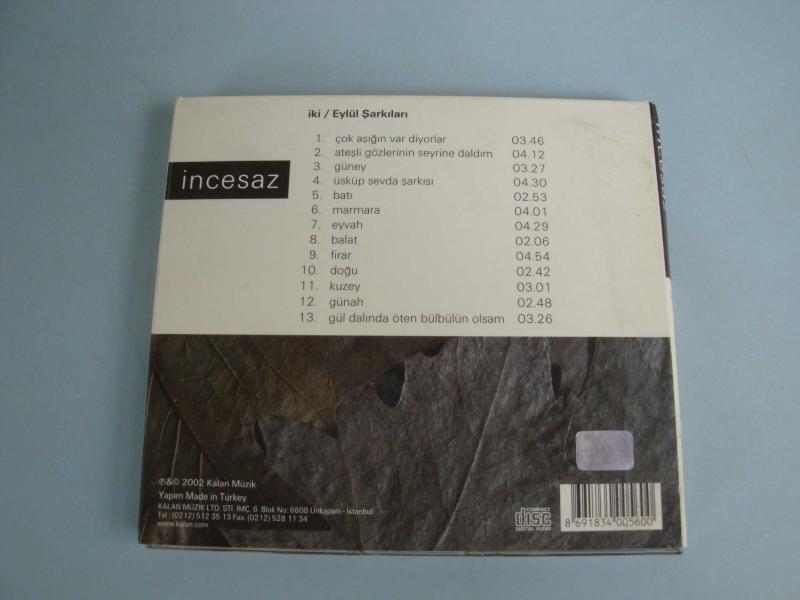 iki / Eylül Şarkıları
1. çok aşığın var diyorlar 03.46
2. ateşli gözlerinin seyrine daldım 04.12
3. güney 03.27
4. üsküp sevda şarkısı 04.30
5. batı 02.53
6. marmara 04.01
7. eyvah 04.29
8. balat 02.06
9. firar 04.54
10. doğu 02.42
11. kuzey 03.01
12. günah 02.48
13. gül dalında öten bülbülün olsam 03.26
incesaz
℗&© 2002 Kalan Müzik
Yapım Made in Turkey
KALAN MÜZİK LTD. ŞTİ. İMÇ. 6. Blok No: 6608 Unkapanı - İstanbul
Tel: (0212) 512 35 13 Fax: (0212) 528 11 34
www.kalan.com
COMPACT
disc
DIGITAL AUDIO
8 691834 005600